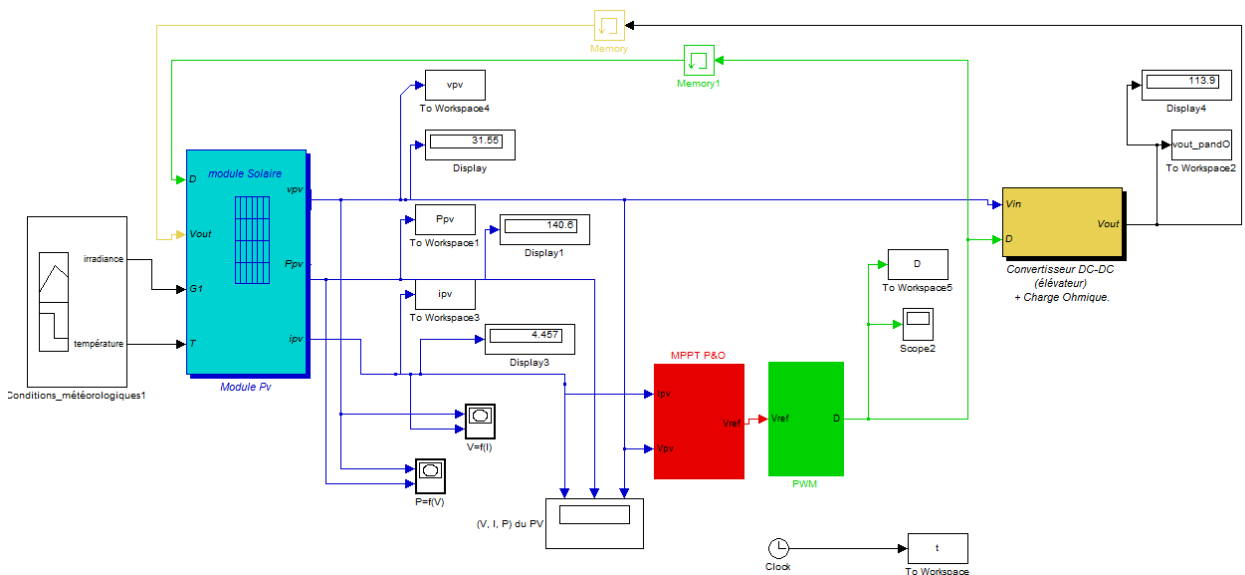 Memory
Memory1
vpv
To Workspace4
31.55
Display
113.9
Display4
vout_pandO
To Workspace2
module Solaire
D
vpv
Vout
Ppv
G1
T
ipv
Module Pv
irradiance
température
Conditions_météorologiques1
Ppv
To Workspace1
140.6
Display1
ipv
To Workspace3
4.457
Display3
V=f(I)
P=f(V)
(V, I, P) du PV
MPPT P&O
Ipv
Vref
Vpv
Vref
D
PWM
D
To Workspace5
Scope2
Vin
D
Vout
Convertisseur DC-DC
(élévateur)
+ Charge Ohmique.
Clock
t
To Workspace